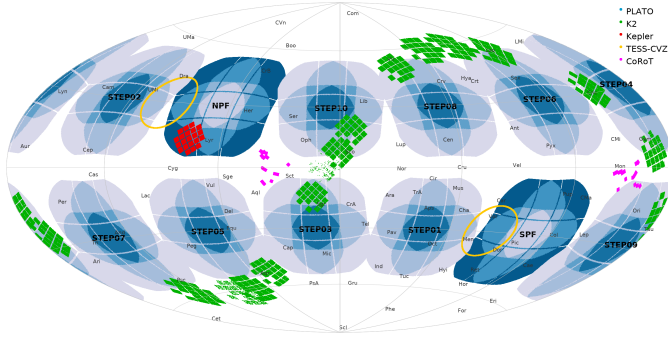 Com
PLATO
K2
Kepler
TESS-CVZ
CoRoT
CVn
UMa
Boo
LMi
Dra
Hya
Crv
Crt
STEP04
Lyn
STEP02
NPF
STEP10
STEP08
STEP06
Her
Ser
Lib
Lyr
Oph
Lup
Cen
Ant
Pyx
CMi
Aur
Cep
Cyg
Sge
Sct
Nor
Cru
Vel
Mon
Cas
Vul
Aql
Cir
Mus
Per
Lac
Del
CrA
Ara
TrA
Cha
Ori
STEP07
STEP05
STEP03
Tel
Pav
STEP01
SPF
STEP09
Men
Pic
Lep
Peg
Cap
Mic
Ari
Ind
Tuc
Hyi
Hor
PsA
Gru
Eri
Phe
For
Cet
Scl